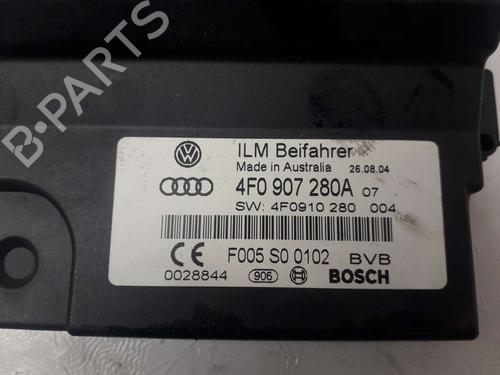 B-PARTS
ILM Beifahrer
Made in Australia 26.08.04
4F0 907 280A 07
SW: 4F0910 280 004
F005 S0 0102 BVB
0028844 906 BOSCH